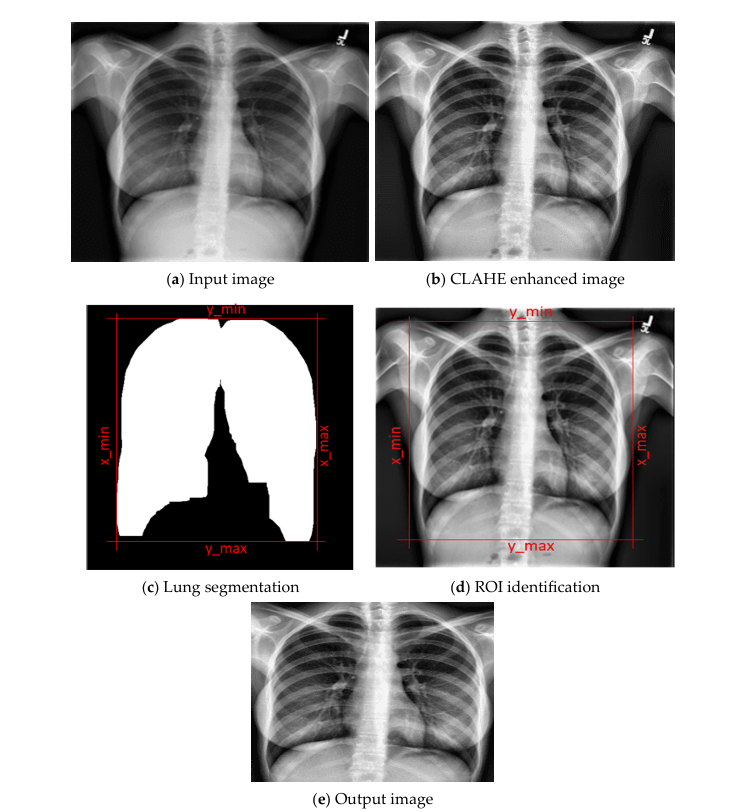 (a) Input image
(b) CLAHE enhanced image
y_min
x_min
x_max
y_max
(c) Lung segmentation
y_min
x_min
x_max
y_max
(d) ROI identification
(e) Output image